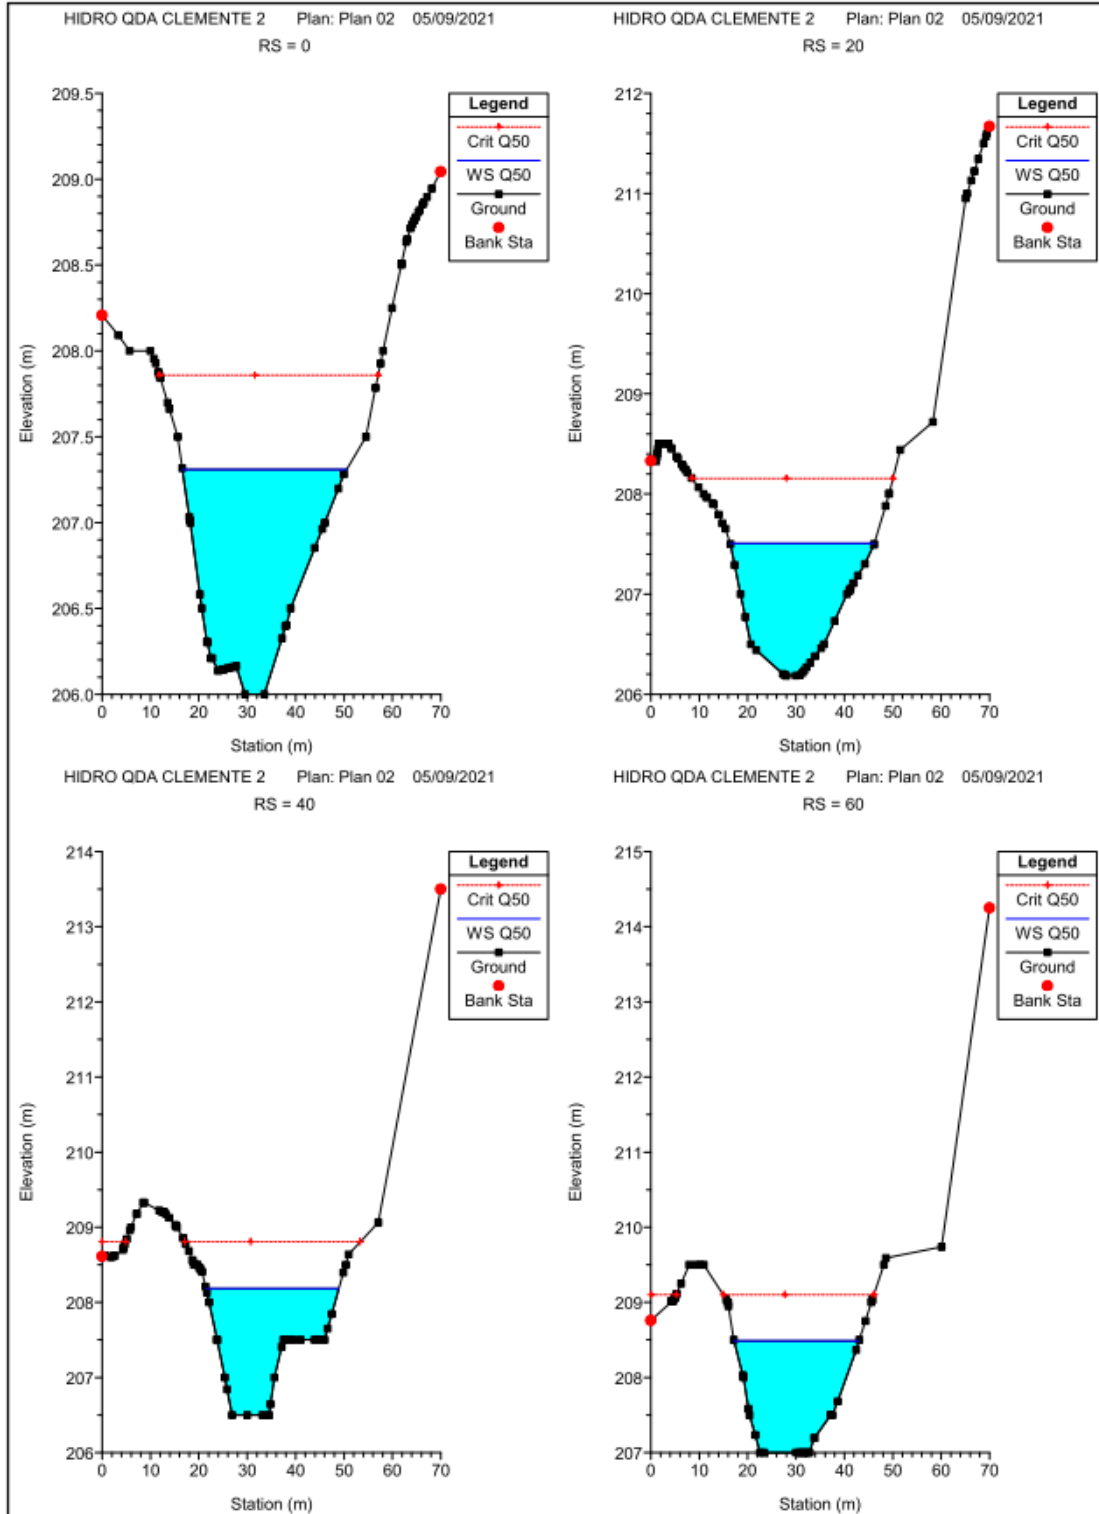 HIDRO QDA CLEMENTE 2 Plan: Plan 02 05/09/2021
RS = 0
209.5
209.0
208.5
208.0
207.5
207.0
206.5
206.0
Elevation (m)
0 10 20 30 40 50 60 70
Station (m)
Legend
Crit Q50
WS Q50
Ground
Bank Sta
HIDRO QDA CLEMENTE 2 Plan: Plan 02 05/09/2021
RS = 20
212
211
210
209
208
207
206
Elevation (m)
0 10 20 30 40 50 60 70
Station (m)
Legend
Crit Q50
WS Q50
Ground
Bank Sta
HIDRO QDA CLEMENTE 2 Plan: Plan 02 05/09/2021
RS = 40
214
213
212
211
210
209
208
207
206
Elevation (m)
0 10 20 30 40 50 60 70
Station (m)
Legend
Crit Q50
WS Q50
Ground
Bank Sta
HIDRO QDA CLEMENTE 2 Plan: Plan 02 05/09/2021
RS = 60
215
214
213
212
211
210
209
208
207
Elevation (m)
0 10 20 30 40 50 60 70
Station (m)
Legend
Crit Q50
WS Q50
Ground
Bank Sta